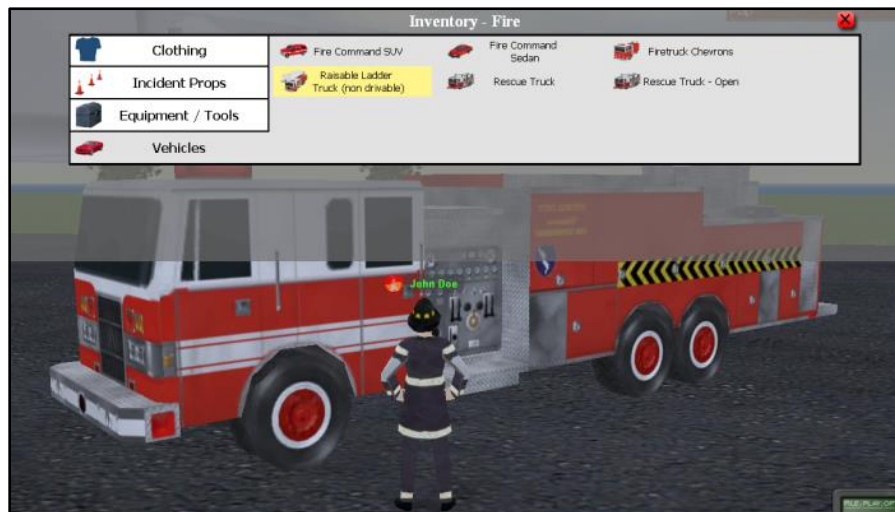 Inventory - Fire
Clothing
Incident Props
Equipment / Tools
Vehicles
Fire Command SUV
Fire Command
Sedan
Firetruck Chevrons
Raisable Ladder
Truck (non drivable)
Rescue Truck
Rescue Truck - Open
John Doe